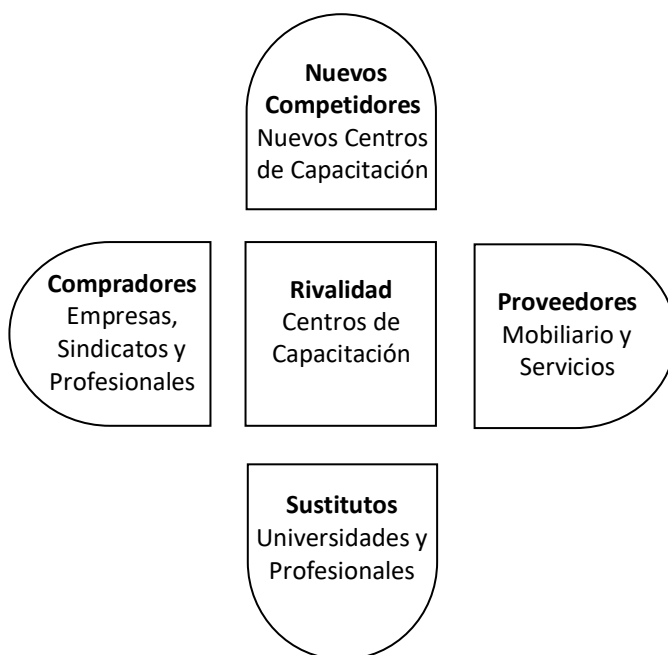 Nuevos
Competidores
Nuevos Centros
de Capacitación
Compradores
Empresas,
Sindicatos y
Profesionales
Rivalidad
Centros de
Capacitación
Proveedores
Mobiliario y
Servicios
Sustitutos
Universidades y
Profesionales